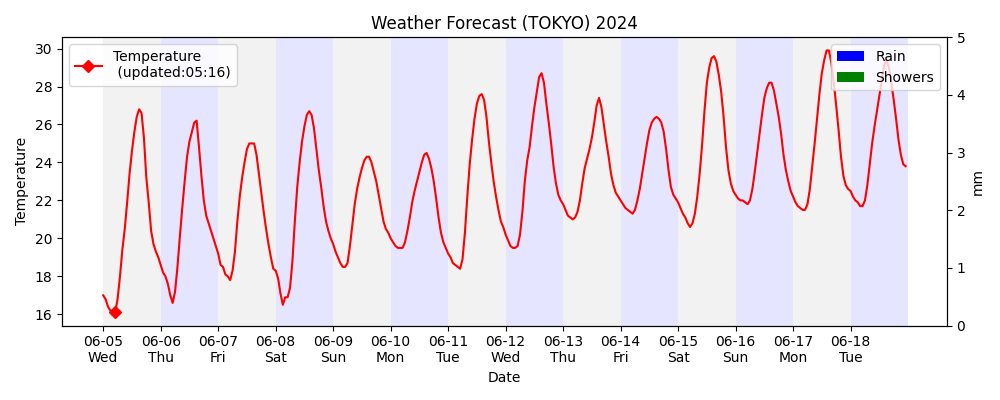 Weather Forecast (TOKYO) 2024
Temperature
(updated:05:16)
Rain
Showers
30
28
26
24
22
20
18
16
Temperature
5
4
3
2
1
0
mm
06-05 06-06 06-07 06-08 06-09 06-10 06-11 06-12 06-13 06-14 06-15 06-16 06-17 06-18
Wed Thu Fri Sat Sun Mon Tue Wed Thu Fri Sat Sun Mon Tue
Date